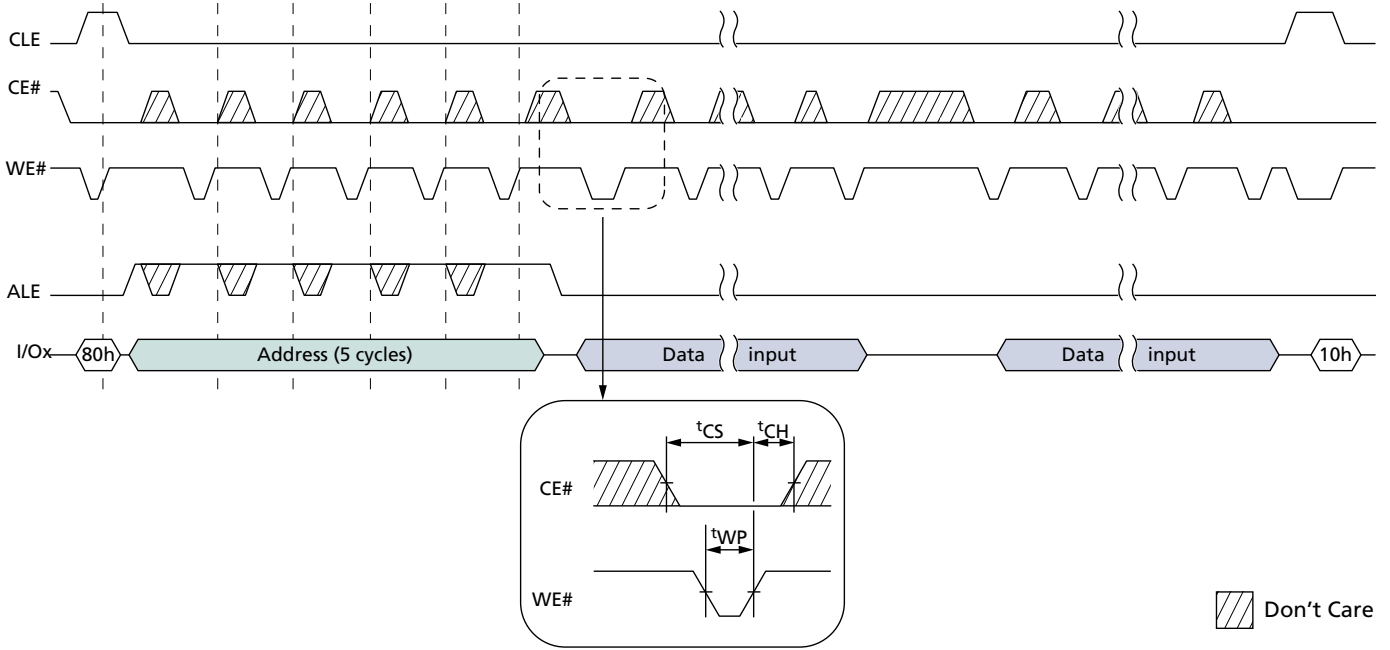 CLE
CE#
WE#
ALE
I/Ox
80h
Address (5 cycles)
Data input
Data input
10h
tCS
tCH
CE#
tWP
WE#
Don't Care